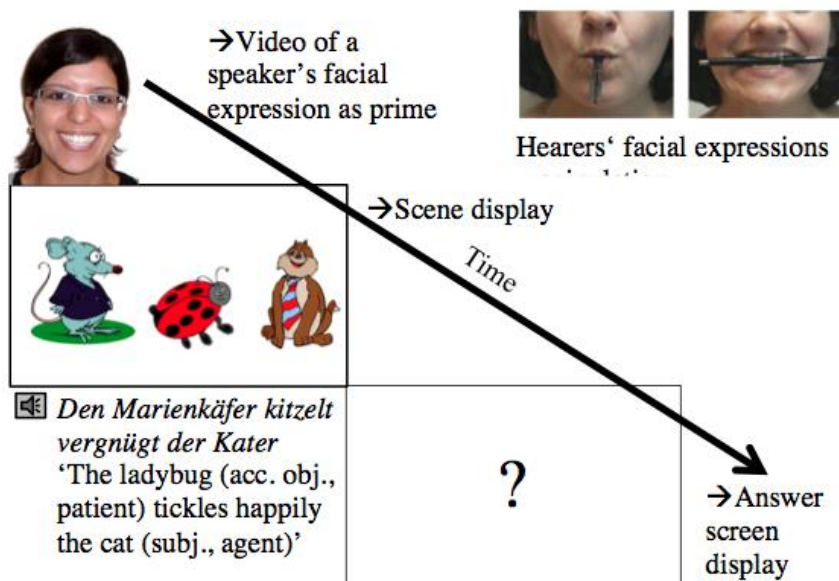 →Video of a
speaker's facial
expression as prime
Hearers‘ facial expressions
→Scene display
Time
Den Marienkäfer kitzelt
vergnügt der Kater
‘The ladybug (acc. obj.,
patient) tickles happily
the cat (subj., agent)’
?
→Answer
screen
display